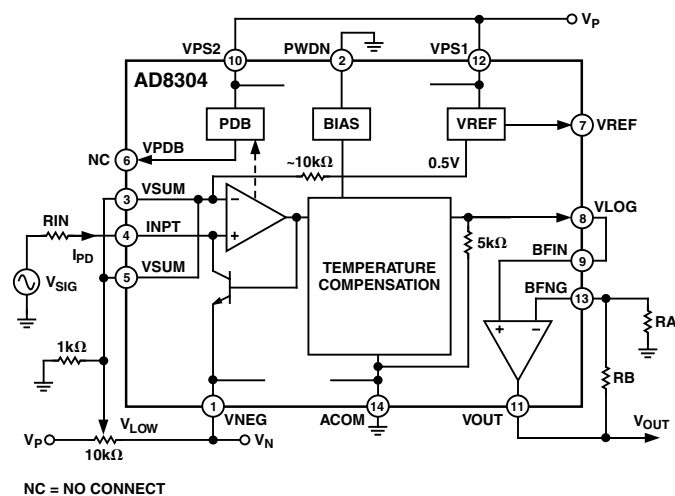 VP
VPS2
PWDN
VPS1
10
2
12
AD8304
PDB
BIAS
VREF
7
VREF
VPDB
NC
6
~10kΩ
0.5V
VSUM
3
−
VLOG
RIN
INPT
4
+
8
IPD
5kΩ
BFIN
VSUM
5
TEMPERATURE
COMPENSATION
9
VSIG
BFNG
13
+
−
RA
1kΩ
RB
1
14
11
VLOW
VNEG
ACOM
VOUT
VOUT
VP
VN
10kΩ
NC = NO CONNECT